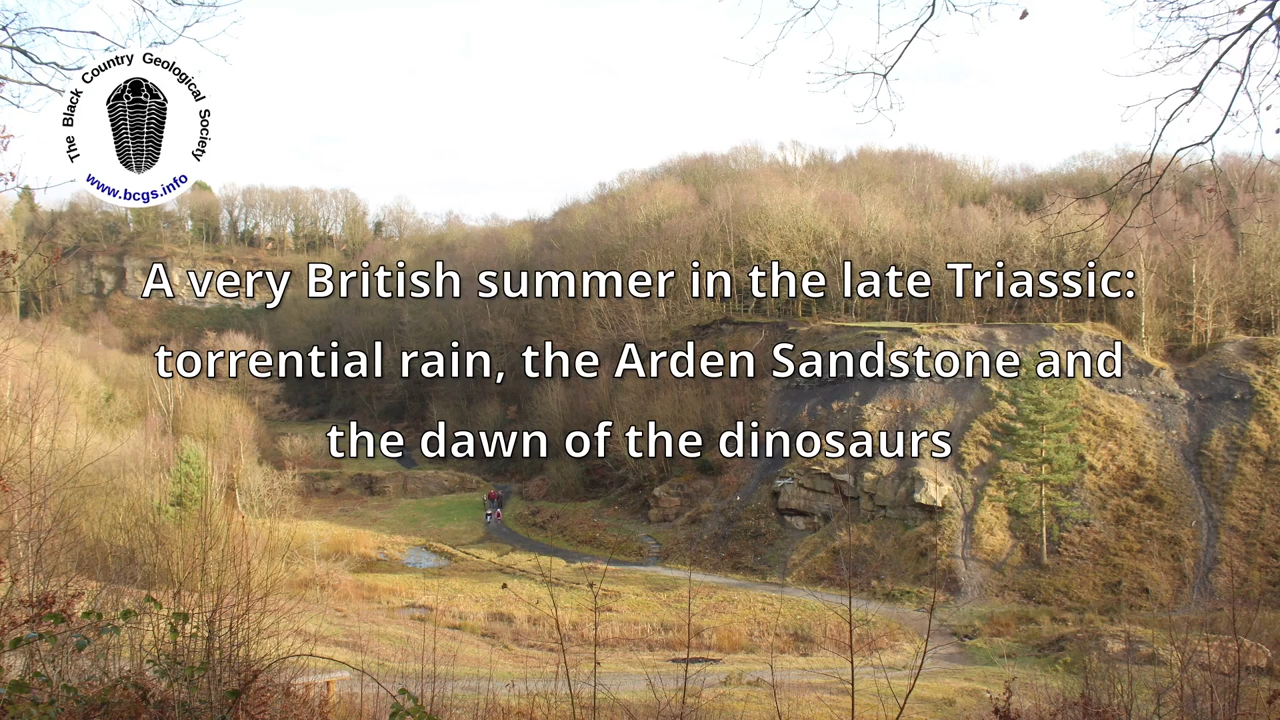 The Black Country Geological Society
www.bcgs.info
A very British summer in the late Triassic:
torrential rain, the Arden Sandstone and
the dawn of the dinosaurs